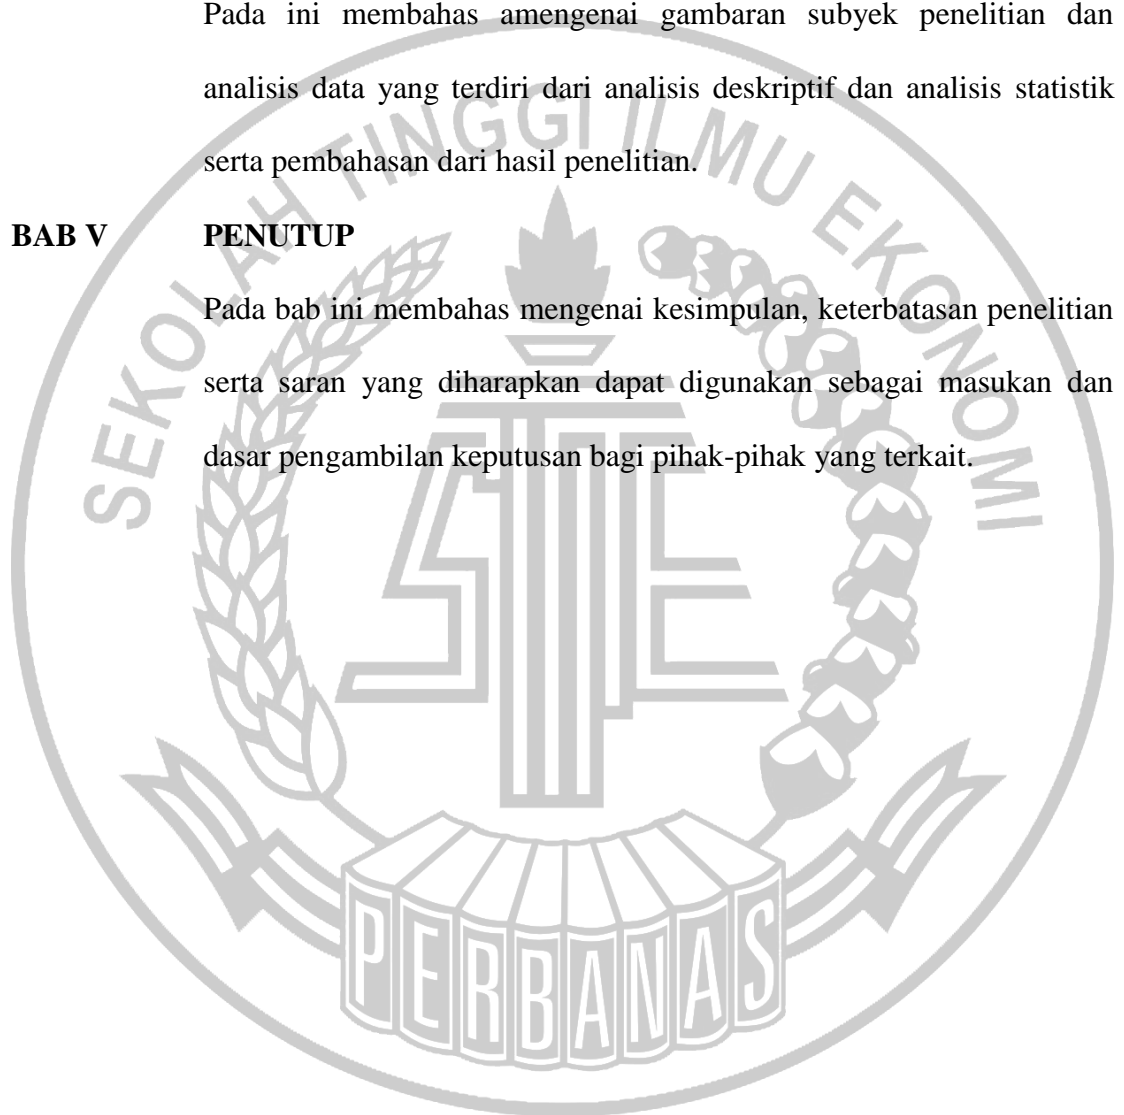 Pada ini membahas amengenai gambaran subyek penelitian dan
analisis data yang terdiri dari analisis deskriptif dan analisis statistik
serta pembahasan dari hasil penelitian.
BAB V PENUTUP
Pada bab ini membahas mengenai kesimpulan, keterbatasan penelitian
serta saran yang diharapkan dapat digunakan sebagai masukan dan
dasar pengambilan keputusan bagi pihak-pihak yang terkait.
SEKOLAH TINGGI ILMU EKONOMI
STIE
PERBANAS